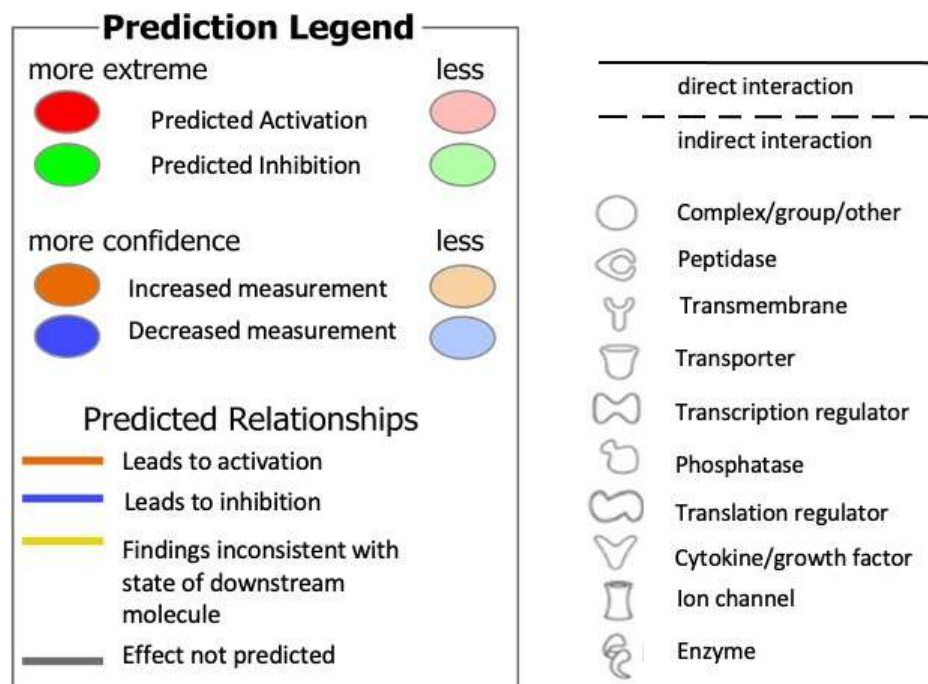 Prediction Legend
more extreme less
Predicted Activation
Predicted Inhibition
more confidence less
Increased measurement
Decreased measurement
Predicted Relationships
Leads to activation
Leads to inhibition
Findings inconsistent with
state of downstream
molecule
Effect not predicted
direct interaction
indirect interaction
Complex/group/other
Peptidase
Transmembrane
Transporter
Transcription regulator
Phosphatase
Translation regulator
Cytokine/growth factor
Ion channel
Enzyme